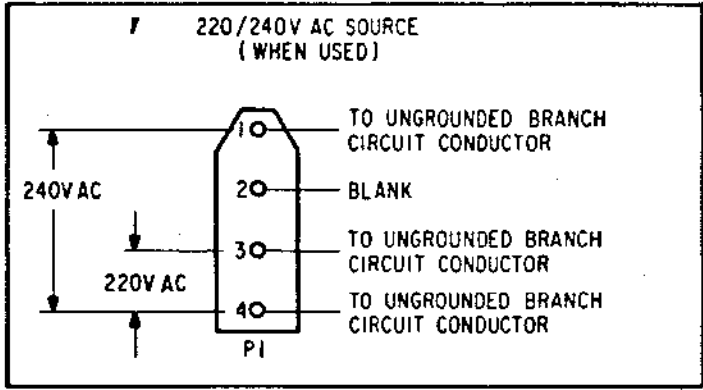 220/240V AC SOURCE
(WHEN USED)
1 TO UNGROUNDED BRANCH
CIRCUIT CONDUCTOR
240V AC
2 BLANK
3 TO UNGROUNDED BRANCH
CIRCUIT CONDUCTOR
220V AC
4 TO UNGROUNDED BRANCH
CIRCUIT CONDUCTOR
P1